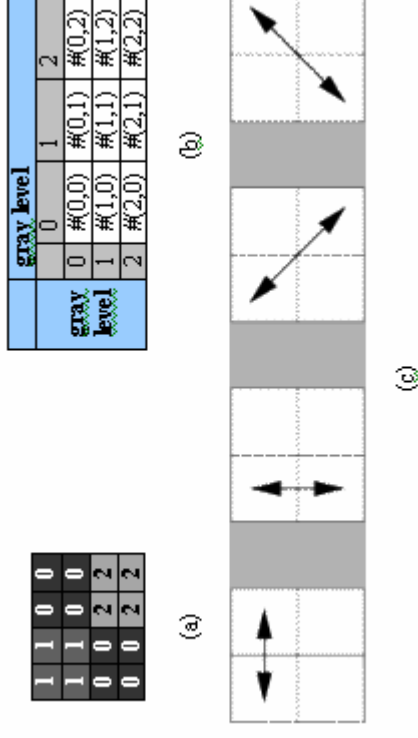 1 1 0 0
1 1 0 0
0 0 2 2
0 0 2 2
(a)
gray level
0 1 2
gray level
0 #(0,0) #(0,1) #(0,2)
1 #(1,0) #(1,1) #(1,2)
2 #(2,0) #(2,1) #(2,2)
(b)
(c)